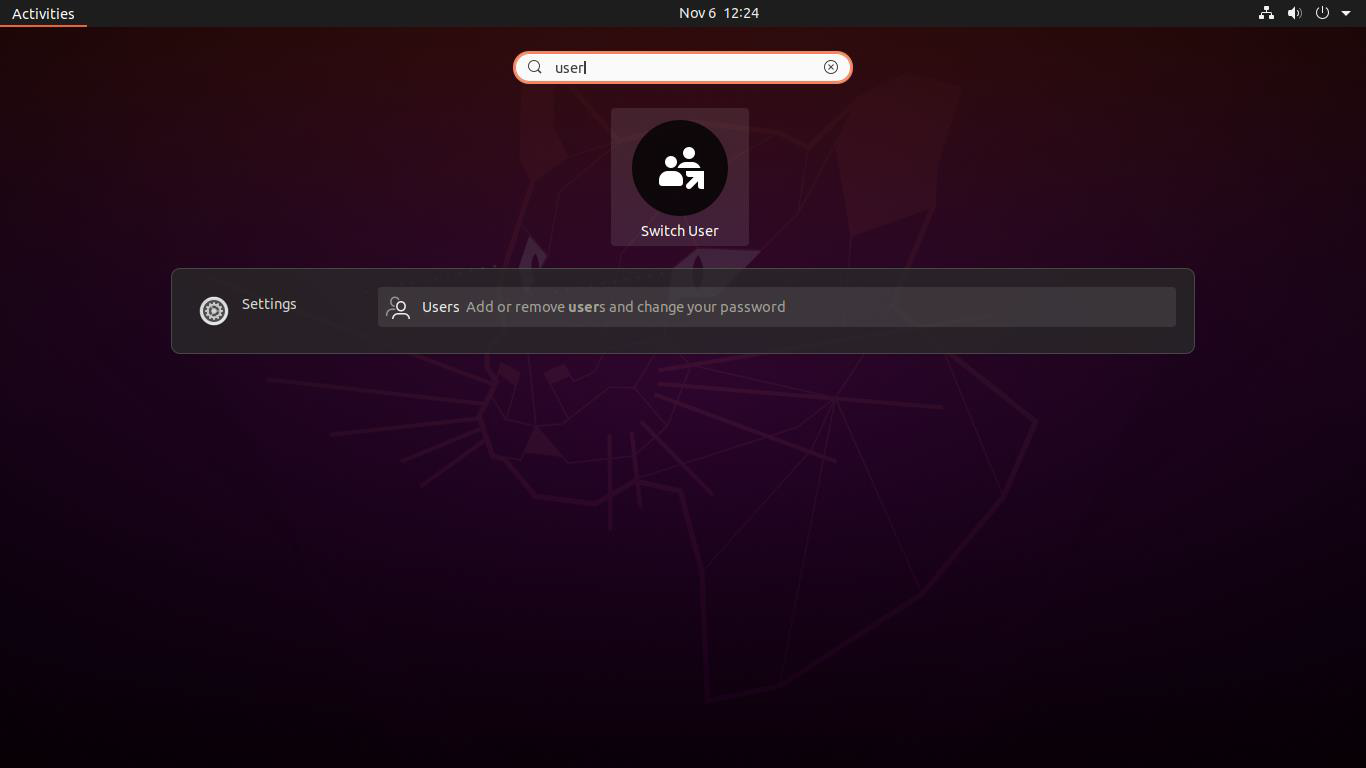 Activities
Nov 6 12:24
user
Switch User
Settings
Users Add or remove users and change your password